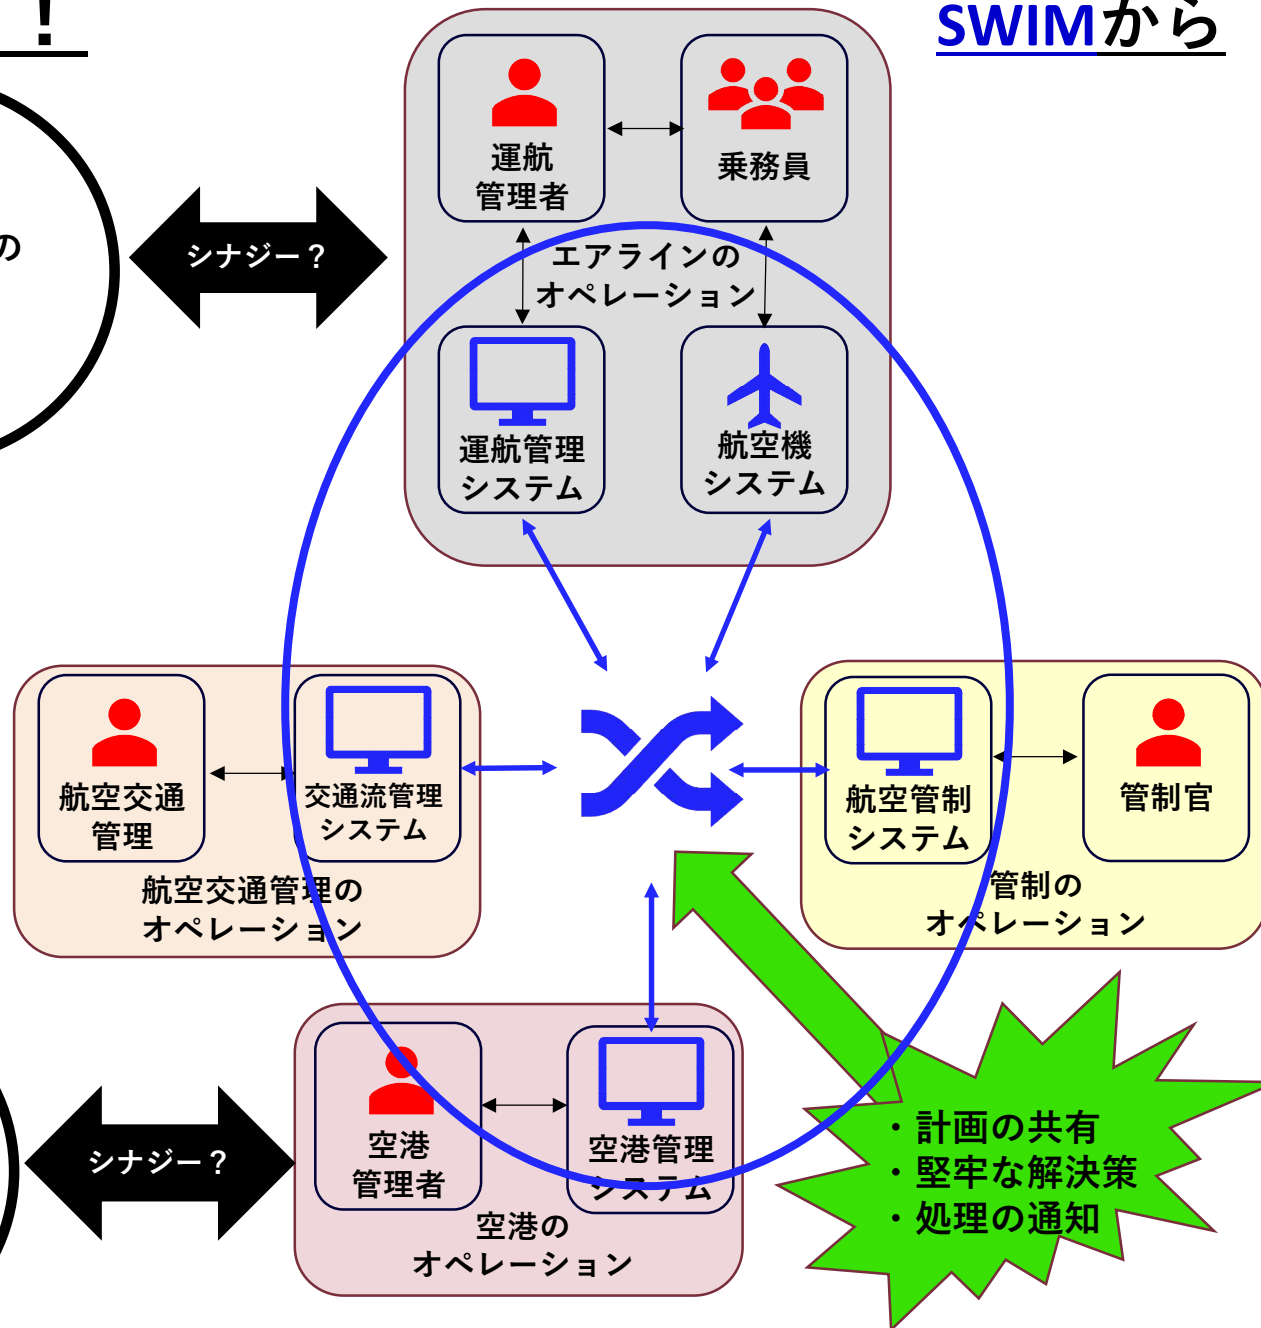 ！
SWIMから
運航
管理者
乗務員
の
シナジー？
エアラインの
オペレーション
運航管理
システム
航空機
システム
航空交通
管理
交通流管理
システム
航空管制
システム
管制官
航空交通管理の
オペレーション
管制の
オペレーション
シナジー？
空港
管理者
空港管理
システム
空港の
オペレーション
・計画の共有
・堅牢な解決策
・処理の通知